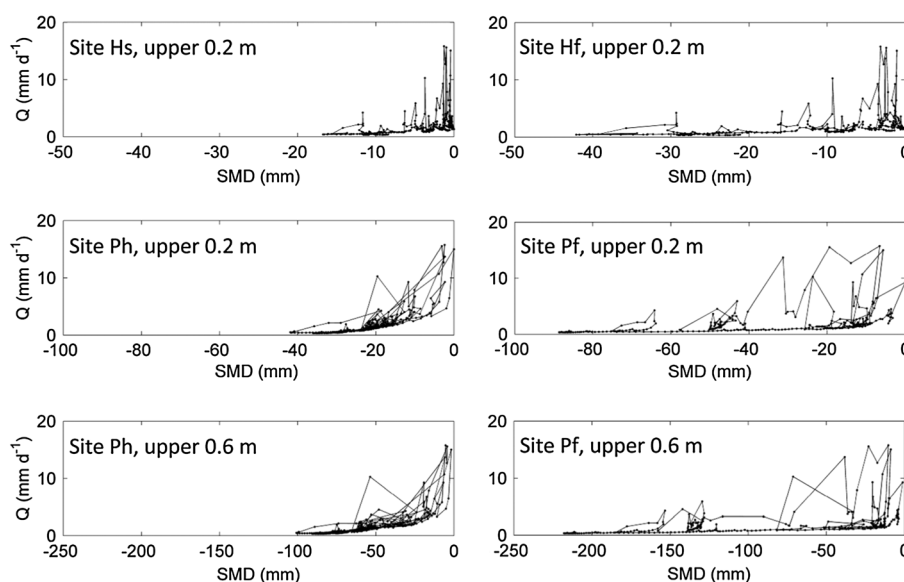 Site Hs, upper 0.2 m
Q (mm d⁻¹)
20
10
0
-50 -40 -30 -20 -10 0
SMD (mm)
Site Hf, upper 0.2 m
20
10
0
-50 -40 -30 -20 -10 0
SMD (mm)
Site Ph, upper 0.2 m
Q (mm d⁻¹)
20
10
0
-100 -80 -60 -40 -20 0
SMD (mm)
Site Pf, upper 0.2 m
20
10
0
-100 -80 -60 -40 -20 0
SMD (mm)
Site Ph, upper 0.6 m
Q (mm d⁻¹)
20
10
0
-250 -200 -150 -100 -50 0
SMD (mm)
Site Pf, upper 0.6 m
20
10
0
-250 -200 -150 -100 -50 0
SMD (mm)